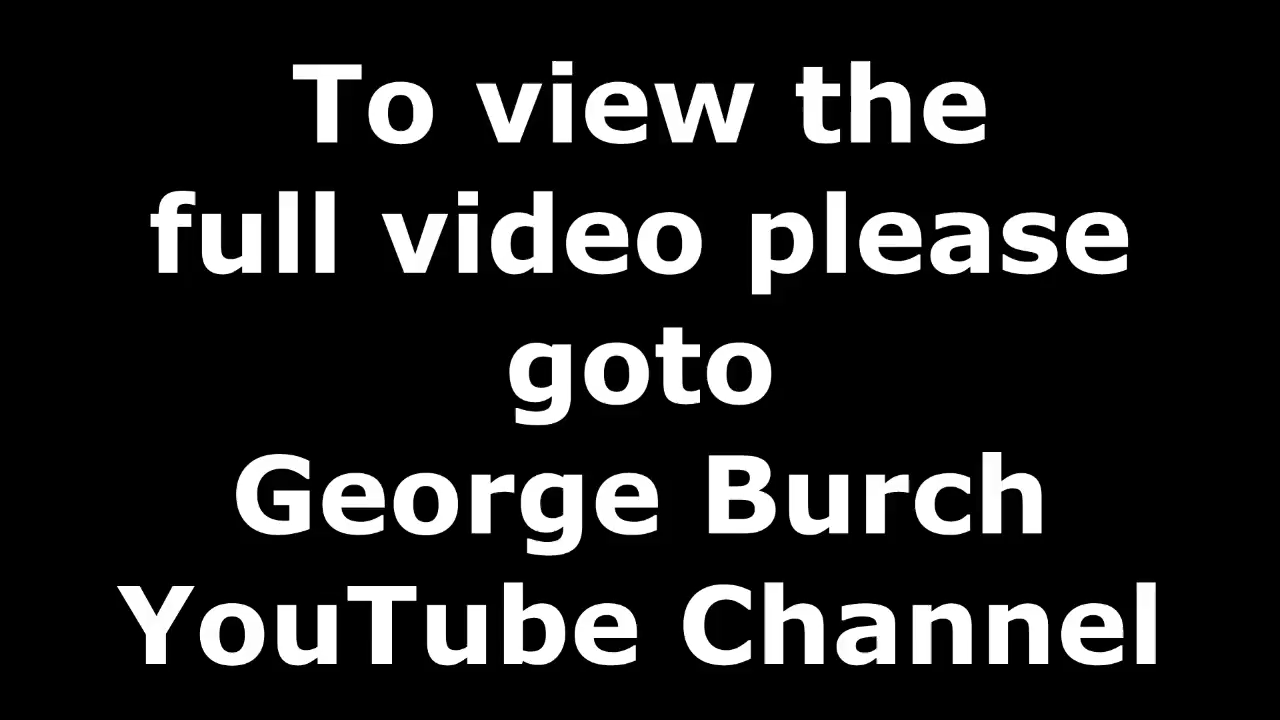 To view the
full video please
goto
George Burch
YouTube Channel